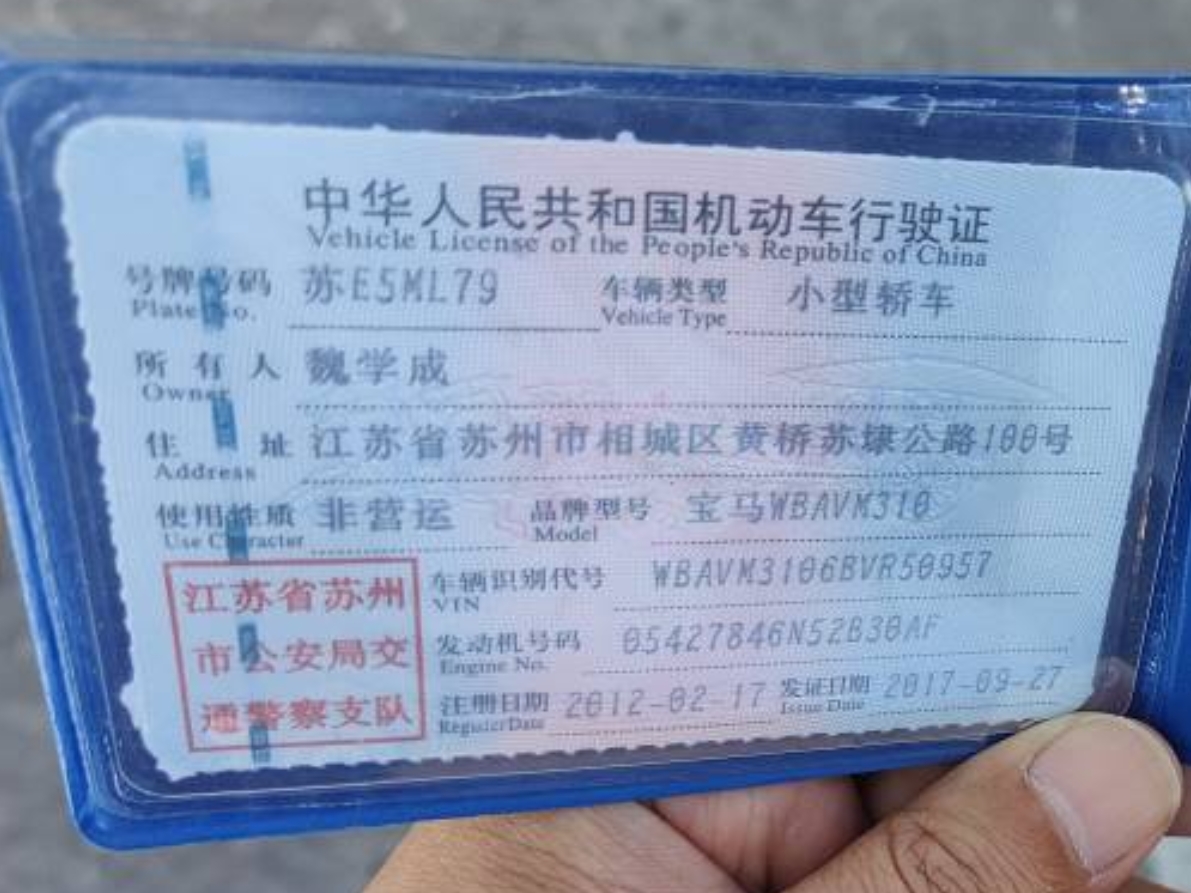 中华人民共和国机动车行驶证
Vehicle License of the People's Republic of China
号牌号码 苏E5ML79 车辆类型 小型轿车
Plate No. Vehicle Type
所有人 魏学成
Owner
住址 江苏省苏州市相城区黄桥苏埭公路100号
Address
使用性质 非营运 品牌型号 宝马WBAVM310
Use Character Model
车辆识别代号 WBAVM3106BVR50957
VIN
发动机号码 05427846N52B30AF
Engine No.
注册日期 2012-02-17 发证日期 2017-09-27
Register Date Issue Date
江苏省苏州
市公安局交
通警察支队